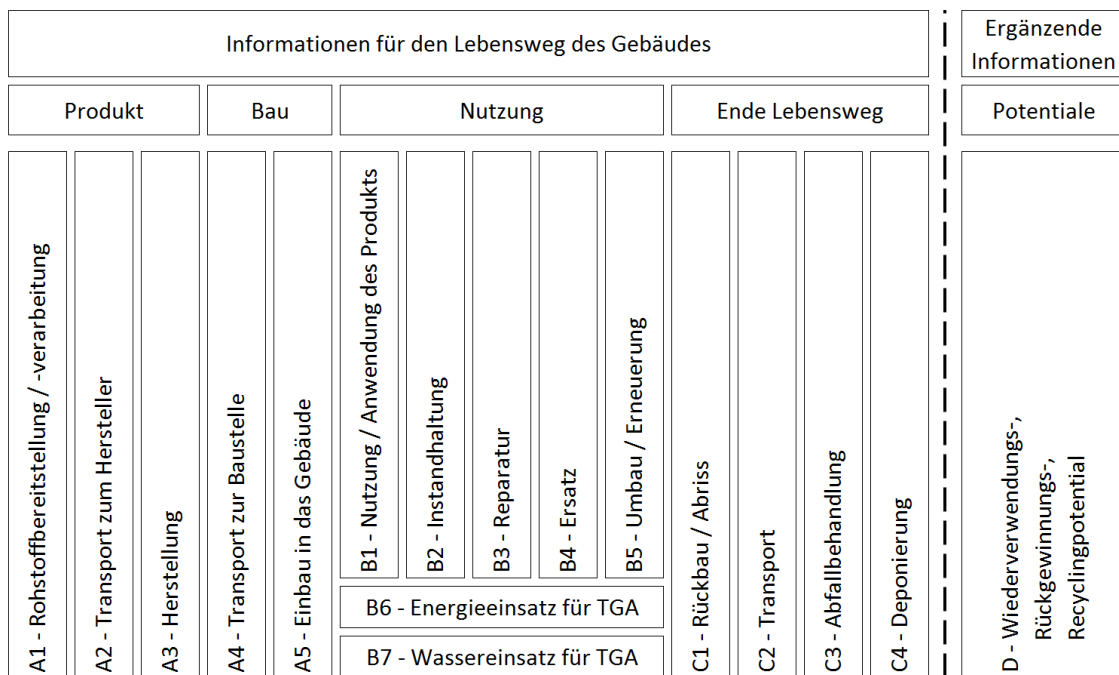 Informationen für den Lebensweg des Gebäudes
Ergänzende
Informationen
Produkt
Bau
Nutzung
Ende Lebensweg
Potentiale
A1 - Rohstoffbereitstellung / -verarbeitung
A2 - Transport zum Hersteller
A3 - Herstellung
A4 - Transport zur Baustelle
A5 - Einbau in das Gebäude
B1 - Nutzung / Anwendung des Produkts
B2 - Instandhaltung
B3 - Reparatur
B4 - Ersatz
B5 - Umbau / Erneuerung
B6 - Energieeinsatz für TGA
B7 - Wassereinsatz für TGA
C1 - Rückbau / Abriss
C2 - Transport
C3 - Abfallbehandlung
C4 - Deponierung
D - Wiederverwendungs-,
Rückgewinnungs-,
Recyclingpotential